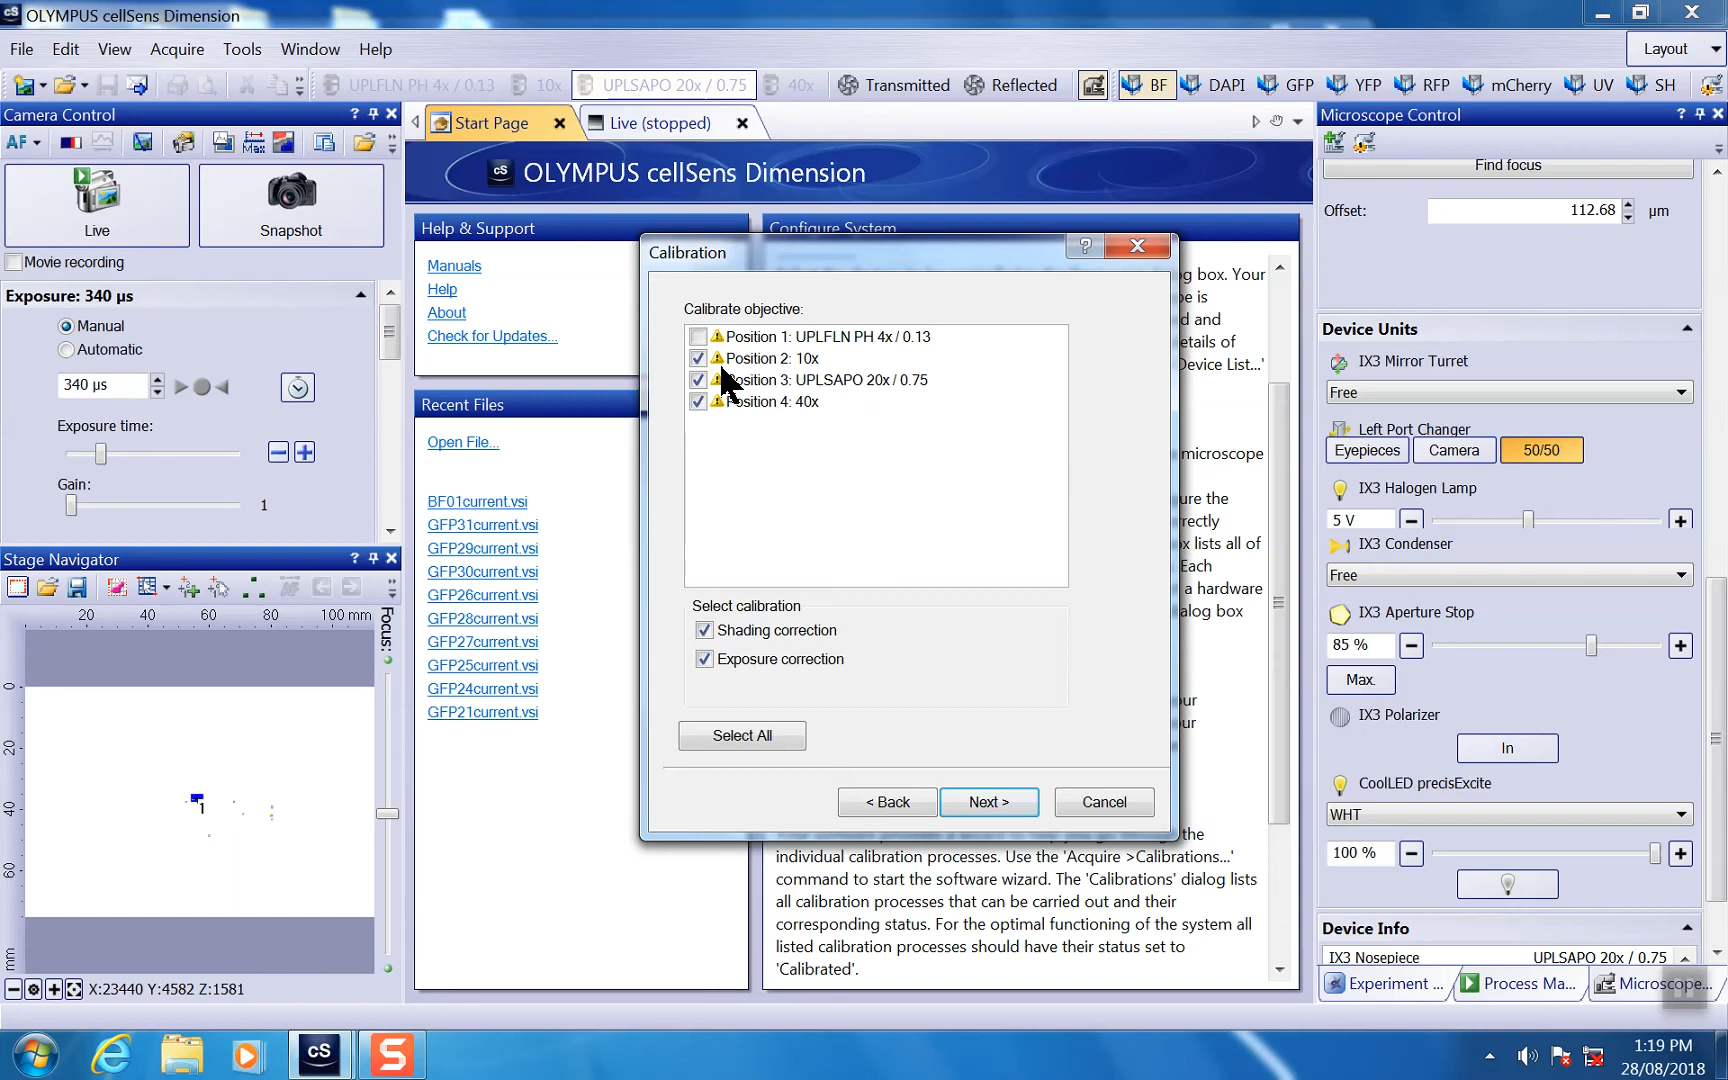 cS OLYMPUS cellSens Dimension
File Edit View Acquire Tools Window Help
Layout
UPLFLN PH 4x / 0.13 10x UPLSAPO 20x / 0.75 40x Transmitted Reflected BF DAPI GFP YFP RFP mCherry UV SH
Camera Control ?
AF Max
Live Snapshot
Movie recording
Exposure: 340 µs
Manual
Automatic
340 µs
Exposure time:
Gain: 1
Stage Navigator ?
20 40 60 80 100 mm
Focus:
0
20
40
60
mm
1
X:23440 Y:4582 Z:1581
Start Page Live (stopped)
cS OLYMPUS cellSens Dimension
Help & Support
Manuals
Help
About
Check for Updates...
Recent Files
Open File...
BF01current.vsi
GFP31current.vsi
GFP29current.vsi
GFP30current.vsi
GFP26current.vsi
GFP28current.vsi
GFP27current.vsi
GFP25current.vsi
GFP24current.vsi
GFP21current.vsi
Configure System
og box. Your
pe is
d and
etails of
Device List...'
microscope
ure the
rrectly
x lists all of
Each
a hardware
alog box
our
our
the
individual calibration processes. Use the 'Acquire >Calibrations...'
command to start the software wizard. The 'Calibrations' dialog lists
all calibration processes that can be carried out and their
corresponding status. For the optimal functioning of the system all
listed calibration processes should have their status set to
'Calibrated'.
Calibration ?
Calibrate objective:
Position 1: UPLFLN PH 4x / 0.13
Position 2: 10x
Position 3: UPLSAPO 20x / 0.75
Position 4: 40x
Select calibration
Shading correction
Exposure correction
Select All
< Back Next > Cancel
Microscope Control ?
Find focus
Offset: 112.68 µm
Device Units
IX3 Mirror Turret
Free
Left Port Changer
Eyepieces Camera 50/50
IX3 Halogen Lamp
5 V
IX3 Condenser
Free
IX3 Aperture Stop
85 %
Max.
IX3 Polarizer
In
CoolLED precisExcite
WHT
100 %
Device Info
IX3 Nosepiece UPLSAPO 20x / 0.75
Experiment ... Process Ma... Microscope...
cS S
1:19 PM
28/08/2018